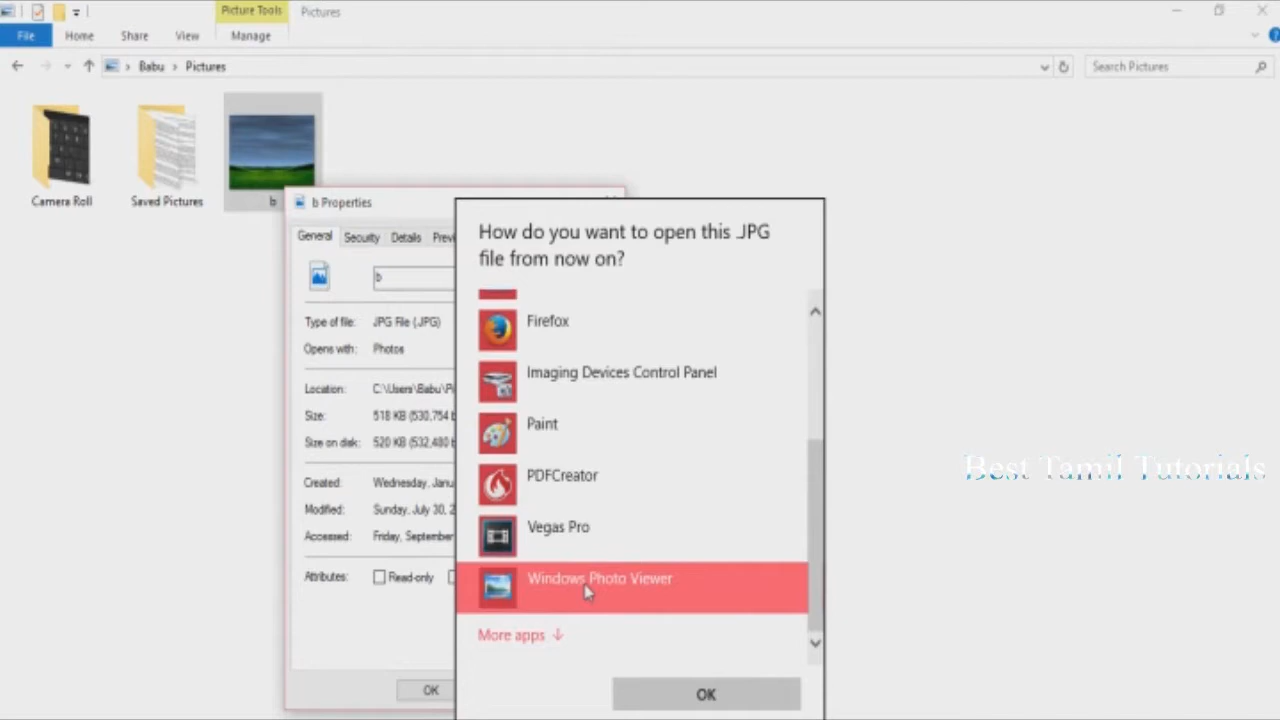 Picture Tools
Pictures
File
Home
Share
View
Manage
Babu
Pictures
Search Pictures
Camera Roll
Saved Pictures
b
b Properties
General
Security
Details
b
Type of file:
JPG File (.JPG)
Opens with:
Photos
Location:
C:\Users\Babu\Pi
Size:
518 KB (530,754 b
Size on disk:
520 KB (532,480 b
Created:
Wednesday, Janu
Modified:
Sunday, July 30, 2
Accessed:
Friday, September
Attributes:
Read-only
OK
How do you want to open this .JPG
file from now on?
Firefox
Imaging Devices Control Panel
Paint
PDFCreator
Vegas Pro
Windows Photo Viewer
More apps
OK
Best Tamil Tutorials